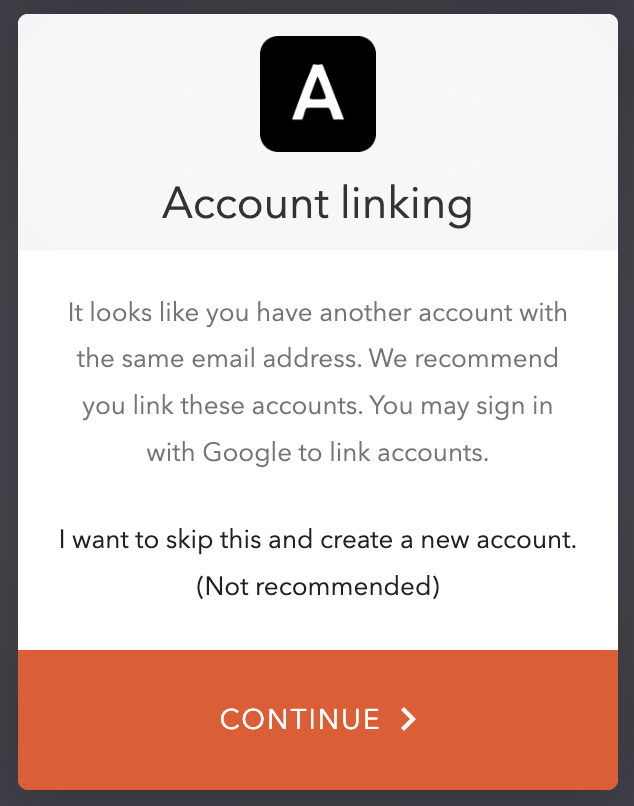 A
Account linking
It looks like you have another account with
the same email address. We recommend
you link these accounts. You may sign in
with Google to link accounts.
I want to skip this and create a new account.
(Not recommended)
CONTINUE